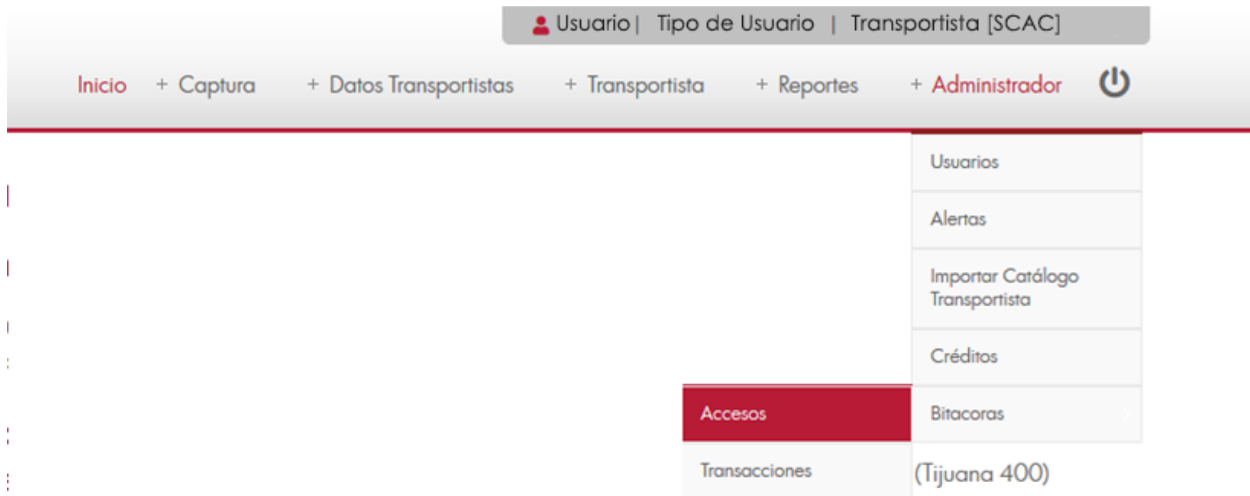 Usuario | Tipo de Usuario | Transportista [SCAC]
Inicio + Captura + Datos Transportistas + Transportista + Reportes + Administrador
Usuarios
Alertas
Importar Catálogo
Transportista
Créditos
Accesos Bitacoras
Transacciones (Tijuana 400)